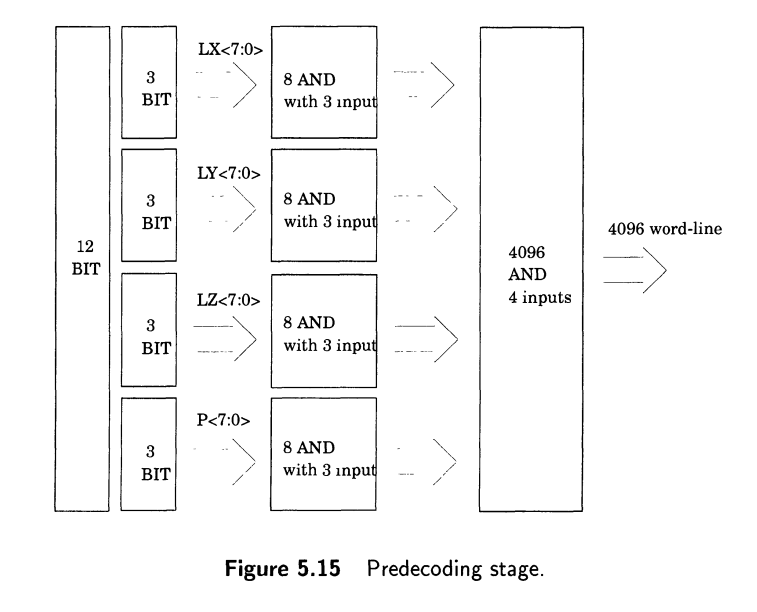 12
BIT
3
BIT
LX<7:0>
8 AND
with 3 input
3
BIT
LY<7:0>
8 AND
with 3 input
3
BIT
LZ<7:0>
8 AND
with 3 input
3
BIT
P<7:0>
8 AND
with 3 input
4096
AND
4 inputs
4096 word-line
Figure 5.15 Predecoding stage.